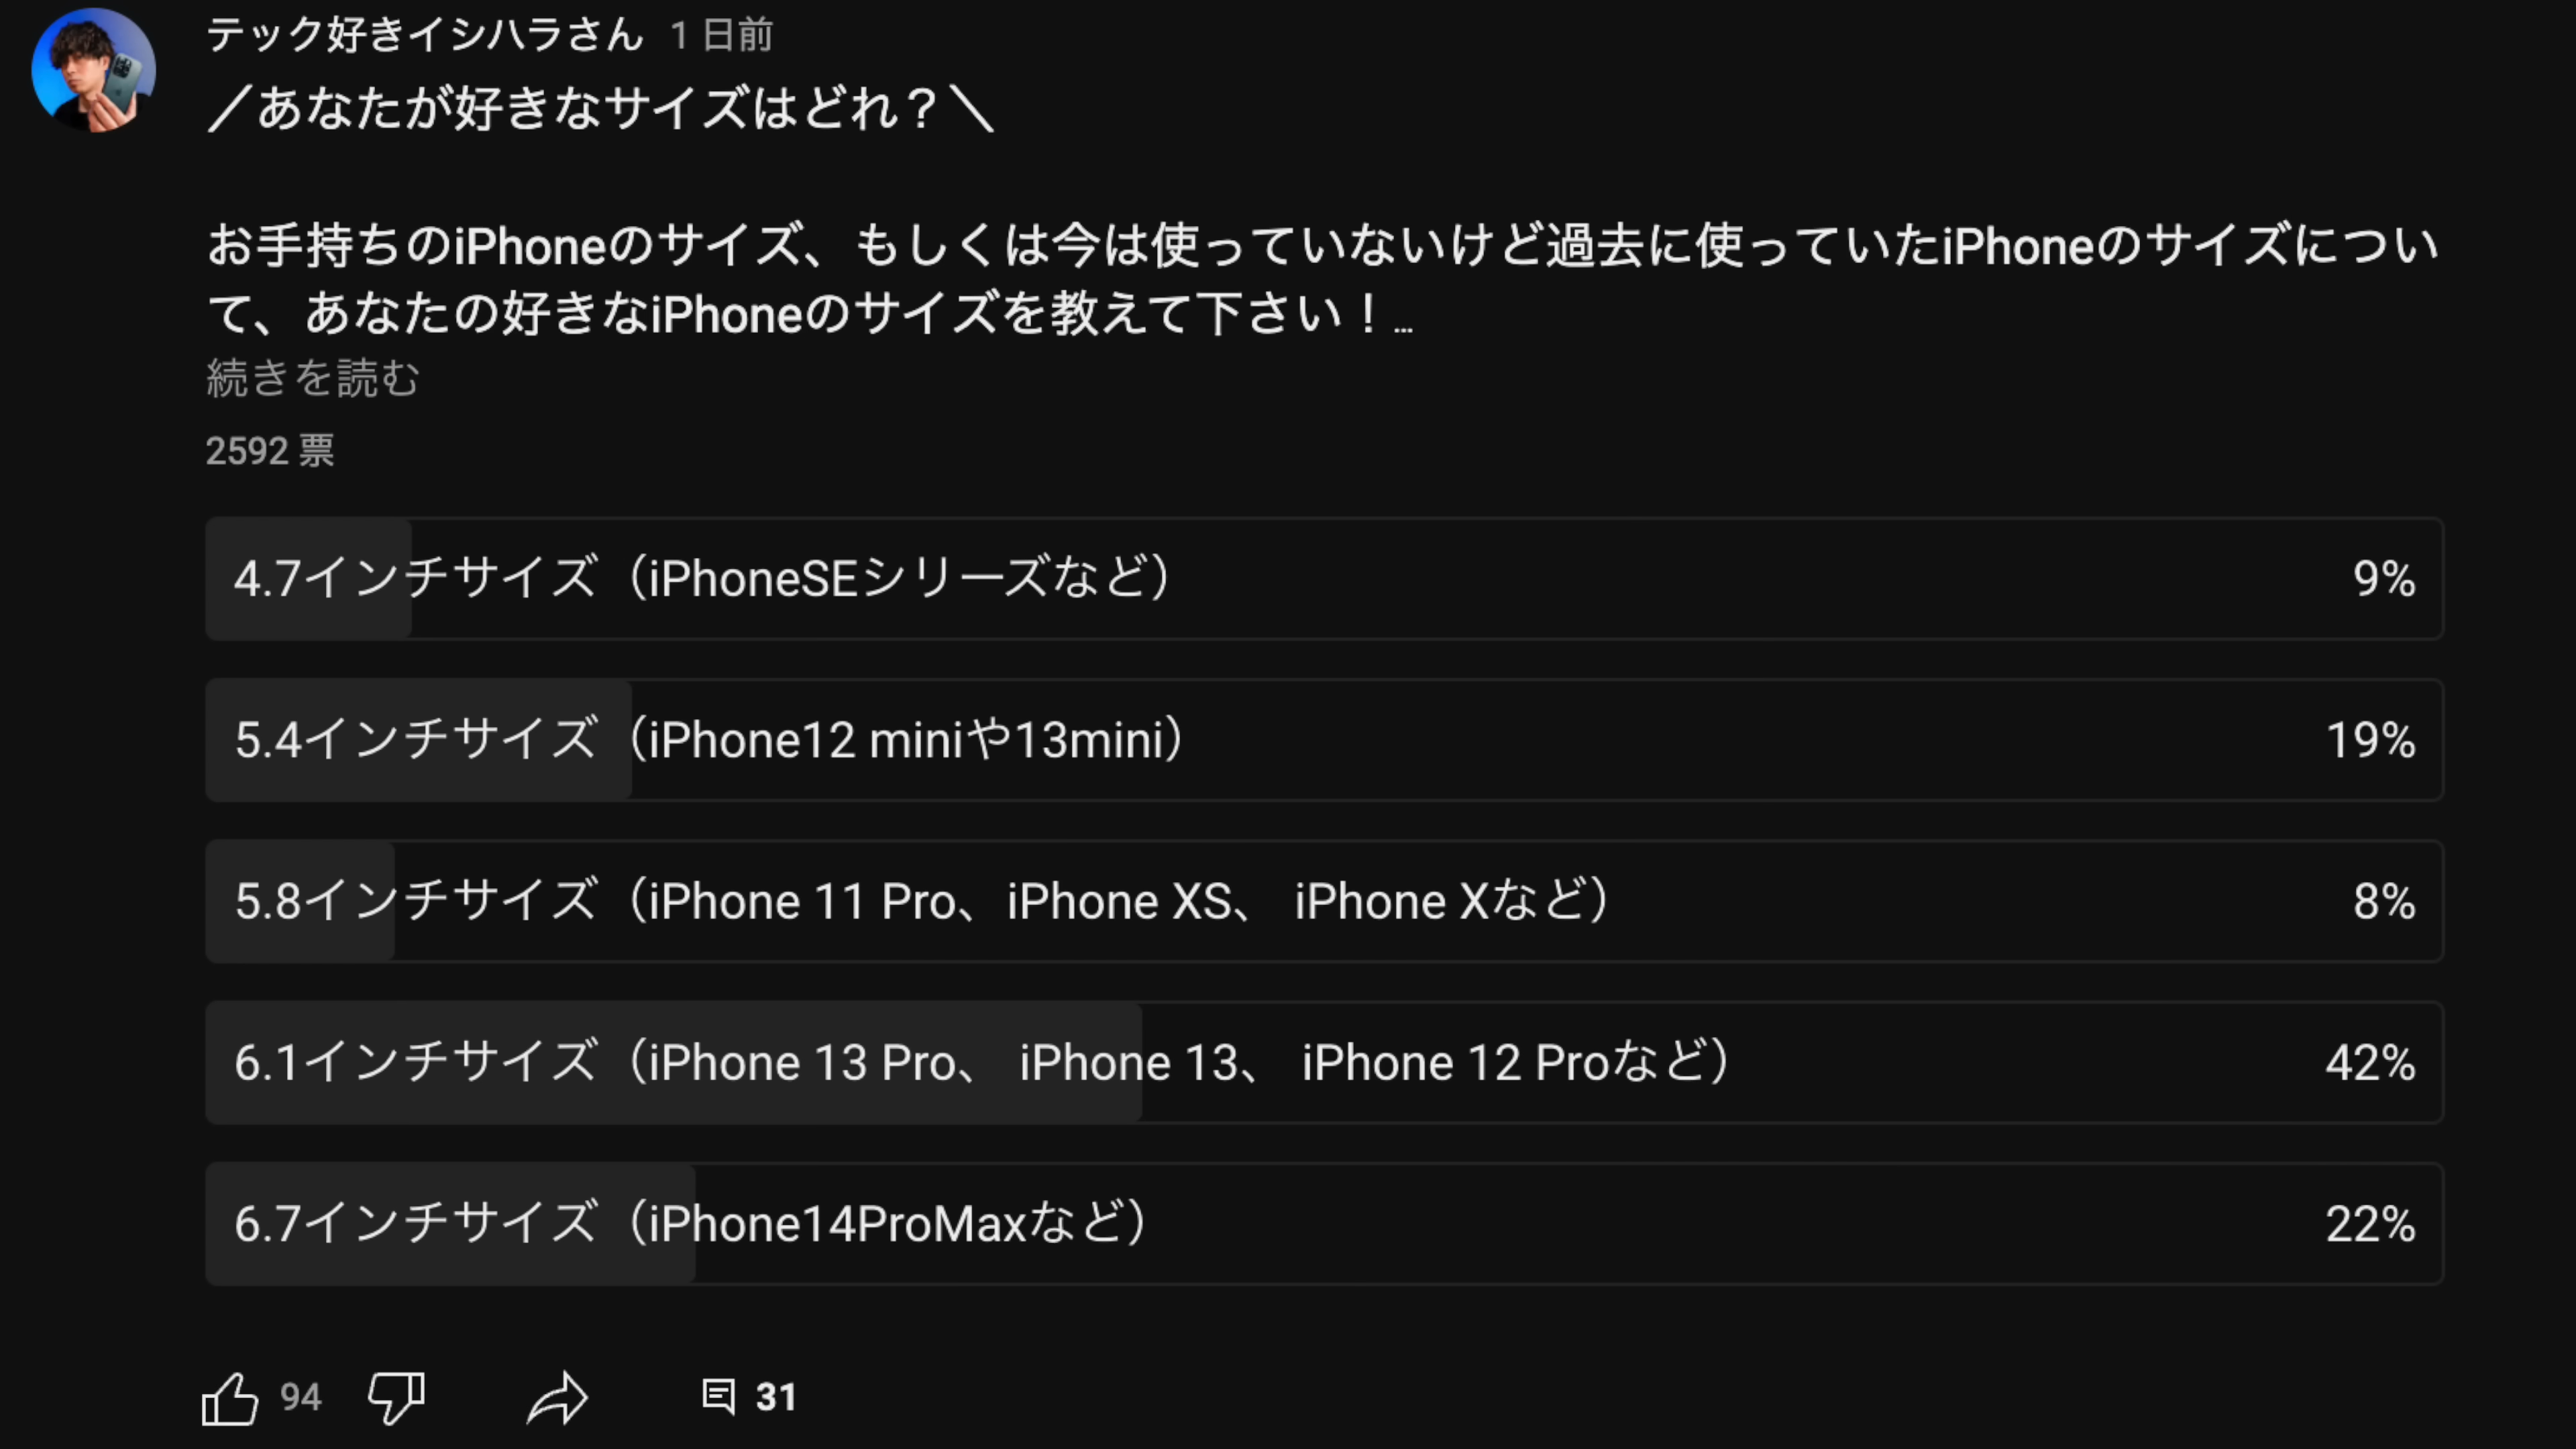 テック好きイシハラさん 1 日前
／あなたが好きなサイズはどれ？＼
お手持ちのiPhoneのサイズ、もしくは今は使っていないけど過去に使っていたiPhoneのサイズについ
て、あなたの好きなiPhoneのサイズを教えて下さい！...
続きを読む
2592 票
4.7インチサイズ（iPhoneSEシリーズなど） 9%
5.4インチサイズ（iPhone12 miniや13mini） 19%
5.8インチサイズ（iPhone 11 Pro、iPhone XS、 iPhone Xなど） 8%
6.1インチサイズ（iPhone 13 Pro、 iPhone 13、 iPhone 12 Proなど） 42%
6.7インチサイズ（iPhone14ProMaxなど） 22%
94 31